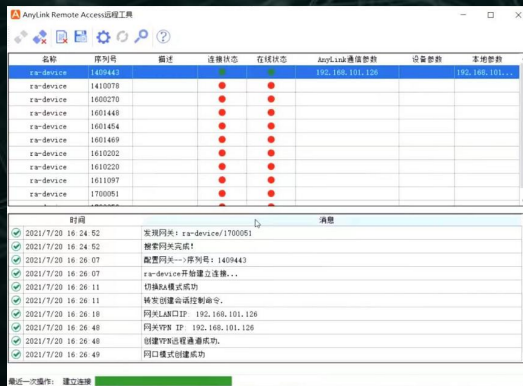 AnyLink Remote Access远程工具
名称 序列号 描述 连接状态 在线状态 AnyLink通信参数 设备参数 本地参数
ra-device 1409443 192.168.101.126 192.168.101...
ra-device 1410078
ra-device 1600270
ra-device 1601448
ra-device 1601454
ra-device 1601469
ra-device 1610202
ra-device 1610220
ra-device 1611097
ra-device 1700051
时间 消息
2021/7/20 16 24 52 发现网关: ra-device/1700051
2021/7/20 16 24 52 搜索网关完成!
2021/7/20 16 26 07 配置网关-->序列号: 1409443
2021/7/20 16 26 07 ra-device开始建立连接...
2021/7/20 16 26 11 切换RA模式成功
2021/7/20 16 26 11 转发创建会话控制命令.
2021/7/20 16 26 18 网关LAN口IP: 192.168.101.126
2021/7/20 16 26 48 网关VPN IP: 192.168.101.126
2021/7/20 16 26 48 创建VPN远程通道成功.
2021/7/20 16 26 49 网口模式创建成功
最近一次操作: 建立连接